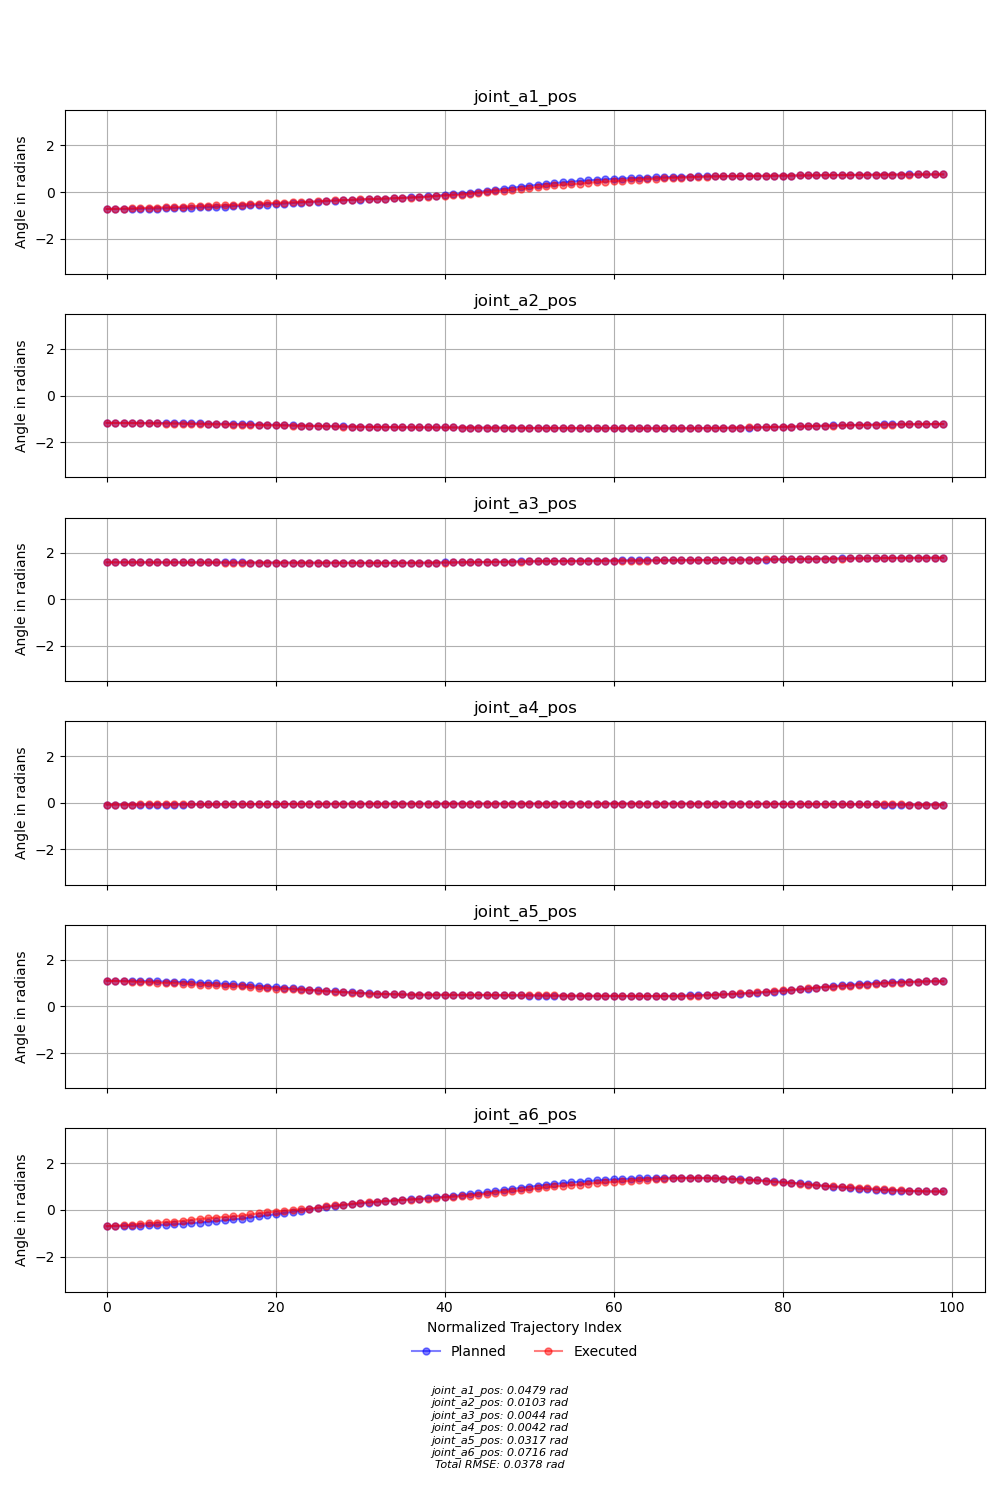 joint_a1_pos
Angle in radians
2
0
−2
joint_a2_pos
Angle in radians
2
0
−2
joint_a3_pos
Angle in radians
2
0
−2
joint_a4_pos
Angle in radians
2
0
−2
joint_a5_pos
Angle in radians
2
0
−2
joint_a6_pos
Angle in radians
2
0
−2
0 20 40 60 80 100
Normalized Trajectory Index
Planned Executed
joint_a1_pos: 0.0479 rad
joint_a2_pos: 0.0103 rad
joint_a3_pos: 0.0044 rad
joint_a4_pos: 0.0042 rad
joint_a5_pos: 0.0317 rad
joint_a6_pos: 0.0716 rad
Total RMSE: 0.0378 rad